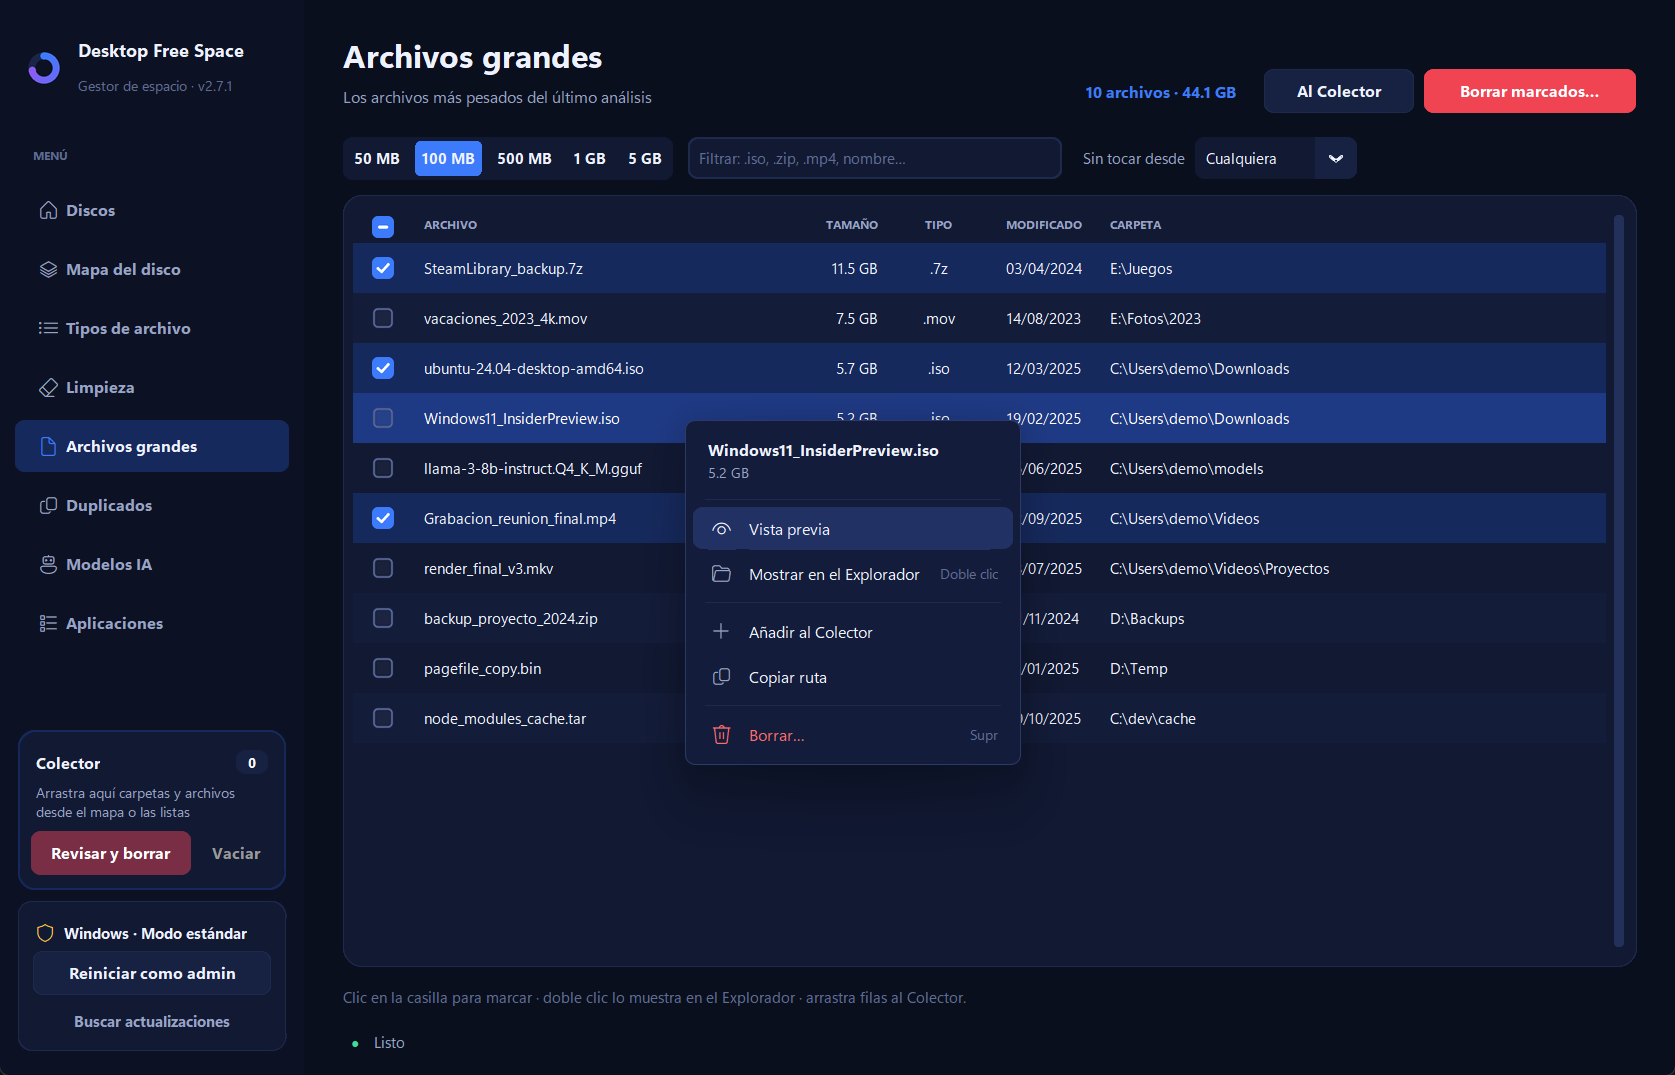 Desktop Free Space
Gestor de espacio · v2.7.1
MENÚ
Discos
Mapa del disco
Tipos de archivo
Limpieza
Archivos grandes
Duplicados
Modelos IA
Aplicaciones
Colector 0
Arrastra aquí carpetas y archivos
desde el mapa o las listas
Revisar y borrar Vaciar
Windows · Modo estándar
Reiniciar como admin
Buscar actualizaciones
Archivos grandes
Los archivos más pesados del último análisis
10 archivos · 44.1 GB Al Colector Borrar marcados...
50 MB 100 MB 500 MB 1 GB 5 GB Filtrar: .iso, .zip, .mp4, nombre... Sin tocar desde Cualquiera
ARCHIVO TAMAÑO TIPO MODIFICADO CARPETA
SteamLibrary_backup.7z 11.5 GB .7z 03/04/2024 E:\Juegos
vacaciones_2023_4k.mov 7.5 GB .mov 14/08/2023 E:\Fotos\2023
ubuntu-24.04-desktop-amd64.iso 5.7 GB .iso 12/03/2025 C:\Users\demo\Downloads
Windows11_InsiderPreview.iso 5.2 GB .iso 19/02/2025 C:\Users\demo\Downloads
llama-3-8b-instruct.Q4_K_M.gguf /06/2025 C:\Users\demo\models
Grabacion_reunion_final.mp4 /09/2025 C:\Users\demo\Videos
render_final_v3.mkv /07/2025 C:\Users\demo\Videos\Proyectos
backup_proyecto_2024.zip /11/2024 D:\Backups
pagefile_copy.bin /01/2025 D:\Temp
node_modules_cache.tar /10/2025 C:\dev\cache
Windows11_InsiderPreview.iso
5.2 GB
Vista previa
Mostrar en el Explorador Doble clic
Añadir al Colector
Copiar ruta
Borrar... Supr
Clic en la casilla para marcar · doble clic lo muestra en el Explorador · arrastra filas al Colector.
Listo